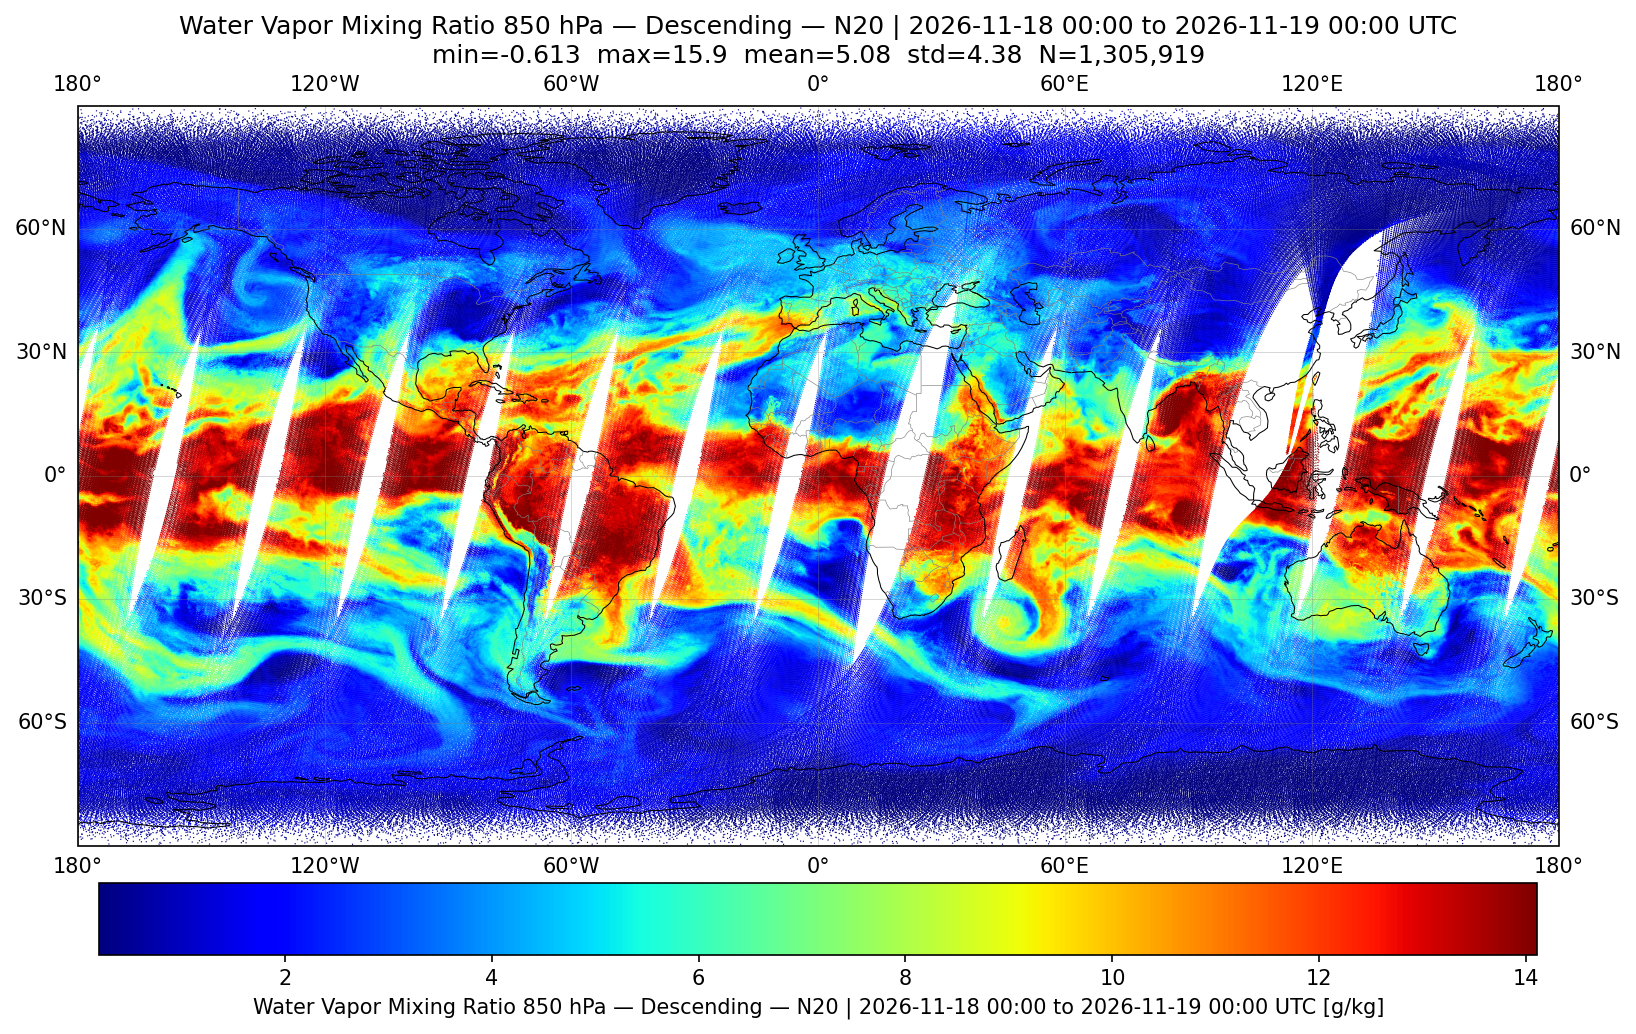 Water Vapor Mixing Ratio 850 hPa — Descending — N20 | 2026-11-18 00:00 to 2026-11-19 00:00 UTC
min=-0.613  max=15.9  mean=5.08  std=4.38  N=1,305,919
180° 120°W 60°W 0° 60°E 120°E 180°
60°N 60°N
30°N 30°N
0° 0°
30°S 30°S
60°S 60°S
180° 120°W 60°W 0° 60°E 120°E 180°
2 4 6 8 10 12 14
Water Vapor Mixing Ratio 850 hPa — Descending — N20 | 2026-11-18 00:00 to 2026-11-19 00:00 UTC [g/kg]